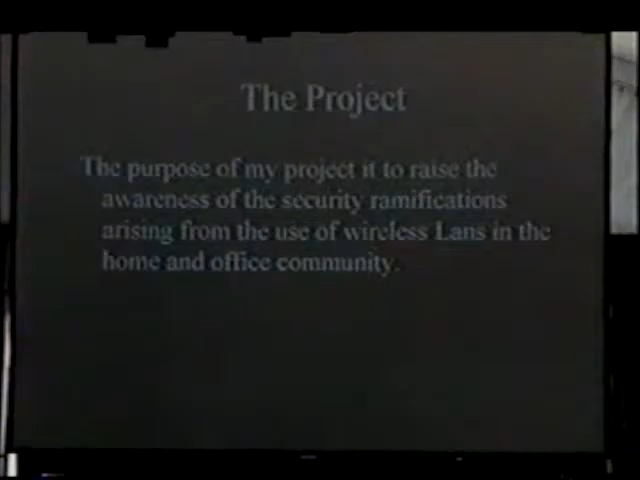 The Project
The purpose of my project it to raise the
awareness of the security ramifications
arising from the use of wireless Lans in the
home and office community.